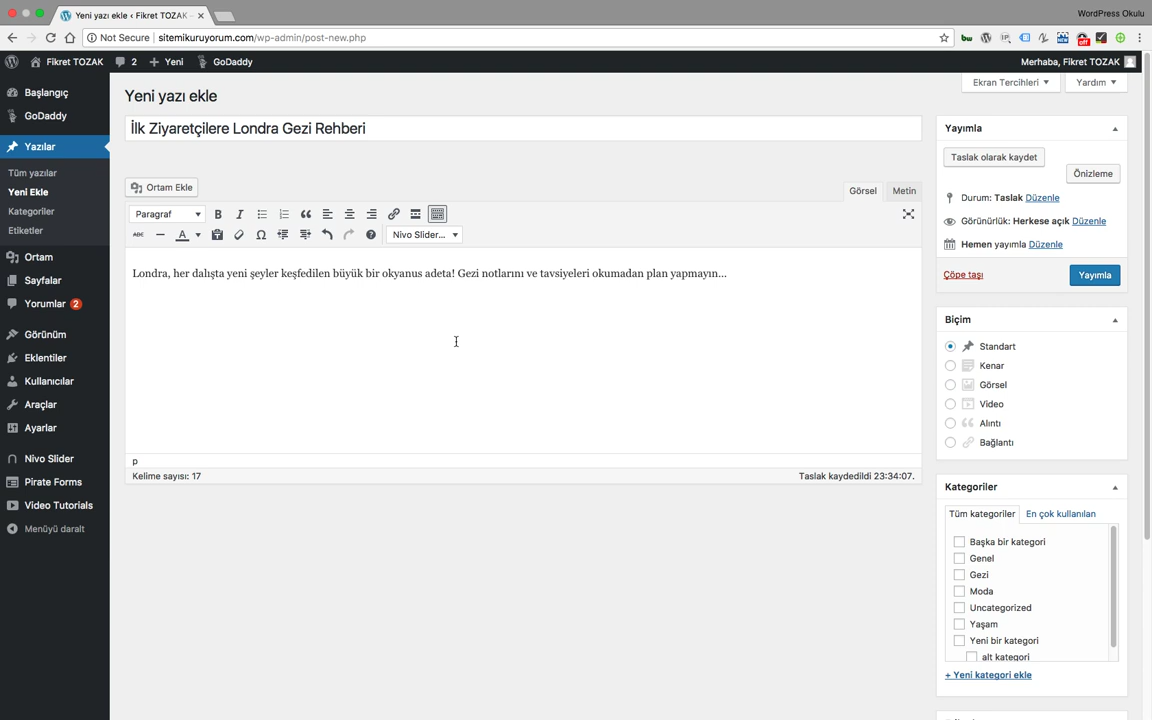 Yeni yazı ekle ‹ Fikret TOZAK
WordPress Okulu
Not Secure
sitemikuruyorum.com/wp-admin/post-new.php
off
Fikret TOZAK
2
Yeni
GoDaddy
Merhaba, Fikret TOZAK
Başlangıç
GoDaddy
Yazılar
Tüm yazılar
Yeni Ekle
Kategoriler
Etiketler
Ortam
Sayfalar
Yorumlar 2
Görünüm
Eklentiler
Kullanıcılar
Araçlar
Ayarlar
Nivo Slider
Pirate Forms
Video Tutorials
Menüyü daralt
Ekran Tercihleri
Yardım
Yeni yazı ekle
İlk Ziyaretçilere Londra Gezi Rehberi
Ortam Ekle
Görsel
Metin
Paragraf
B
I
ABC
A
Nivo Slider...
Londra, her dalışta yeni şeyler keşfedilen büyük bir okyanus adeta! Gezi notlarını ve tavsiyeleri okumadan plan yapmayın...
p
Kelime sayısı: 17
Taslak kaydedildi 23:34:07.
Yayımla
Taslak olarak kaydet
Önizleme
Durum: Taslak Düzenle
Görünürlük: Herkese açık Düzenle
Hemen yayımla Düzenle
Çöpe taşı
Yayımla
Biçim
Standart
Kenar
Görsel
Video
Alıntı
Bağlantı
Kategoriler
Tüm kategoriler
En çok kullanılan
Başka bir kategori
Genel
Gezi
Moda
Uncategorized
Yaşam
Yeni bir kategori
alt kategori
+ Yeni kategori ekle